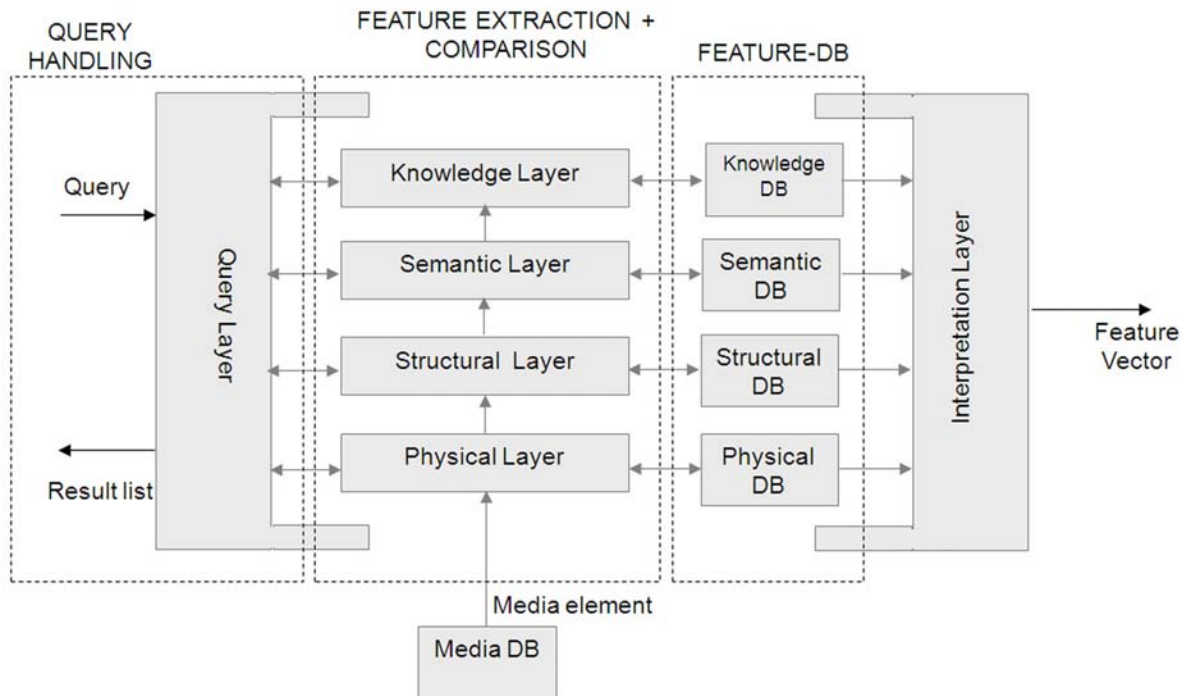 QUERY
HANDLING
FEATURE EXTRACTION +
COMPARISON
FEATURE-DB
Query
Query Layer
Result list
Knowledge Layer
Semantic Layer
Structural Layer
Physical Layer
Knowledge
DB
Semantic
DB
Structural
DB
Physical
DB
Interpretation Layer
Feature
Vector
Media element
Media DB